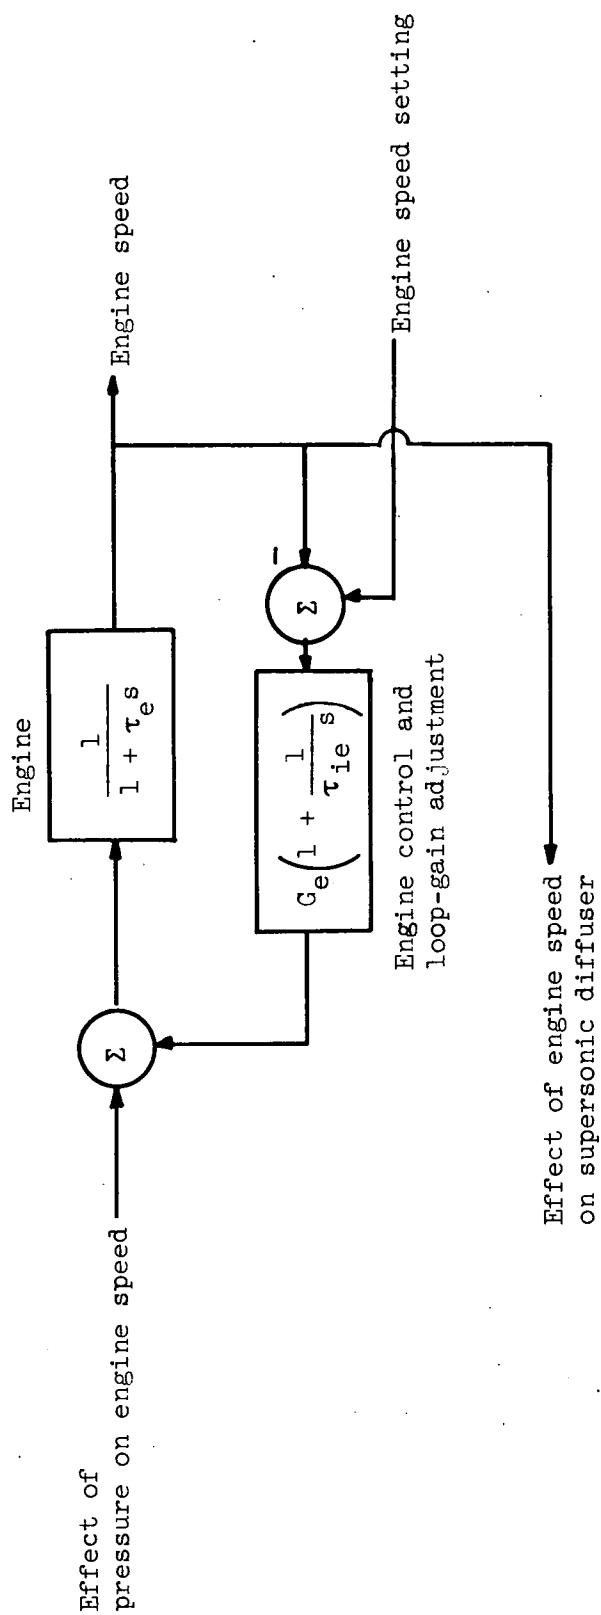 Effect of
pressure on engine speed
Σ
Engine
1
1 + τ_e s
Engine speed
G_e(1 + 1/τ_ie s)
Σ
−
Engine control and
loop-gain adjustment
Engine speed setting
Effect of engine speed
on supersonic diffuser